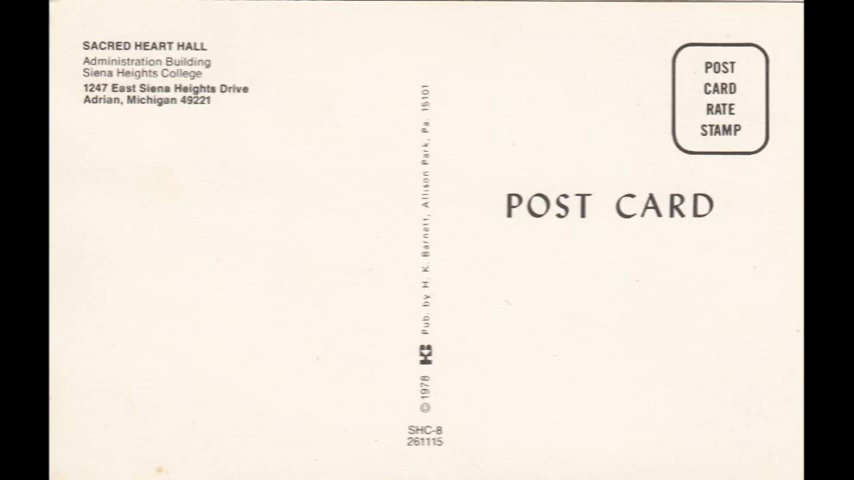 SACRED HEART HALL
Administration Building
Siena Heights College
1247 East Siena Heights Drive
Adrian, Michigan 49221
© 1978 Pub. by H. K. Barnett, Allison Park, Pa. 15101
SHC-8
261115
POST
CARD
RATE
STAMP
POST CARD